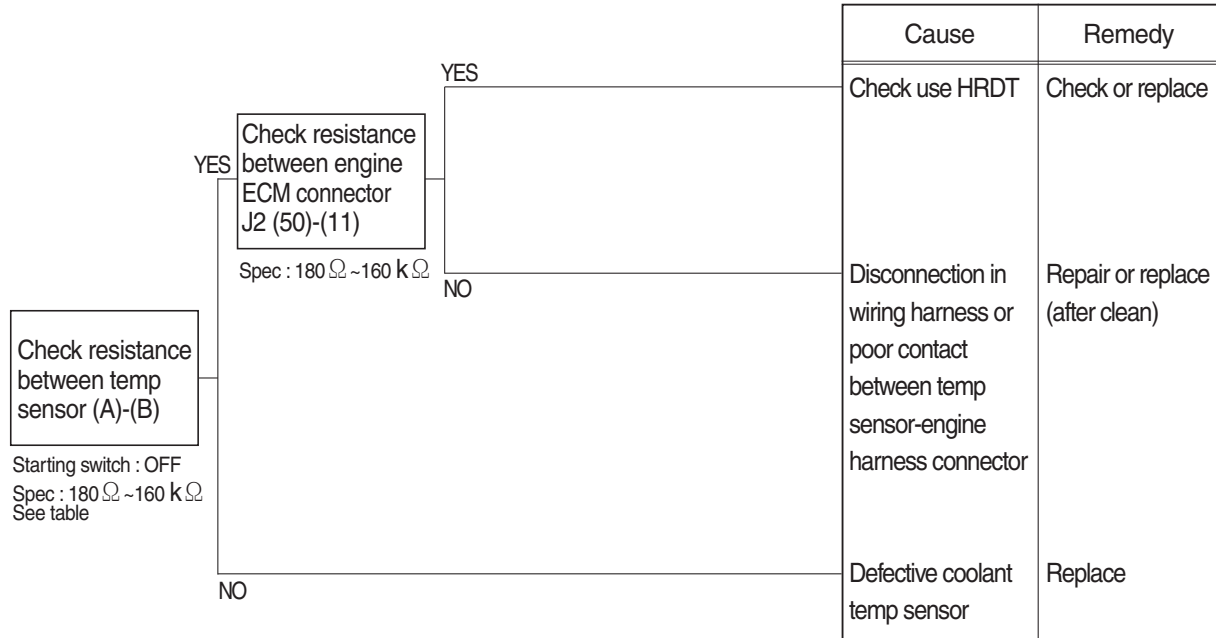 Cause
Remedy
YES
Check use HRDT
Check or replace
Check resistance
between engine
ECM connector
J2 (50)-(11)
YES
Spec : 180 Ω ~160 k Ω
NO
Disconnection in
wiring harness or
poor contact
between temp
sensor-engine
harness connector
Repair or replace
(after clean)
Check resistance
between temp
sensor (A)-(B)
Starting switch : OFF
Spec : 180 Ω ~160 k Ω
See table
NO
Defective coolant
temp sensor
Replace